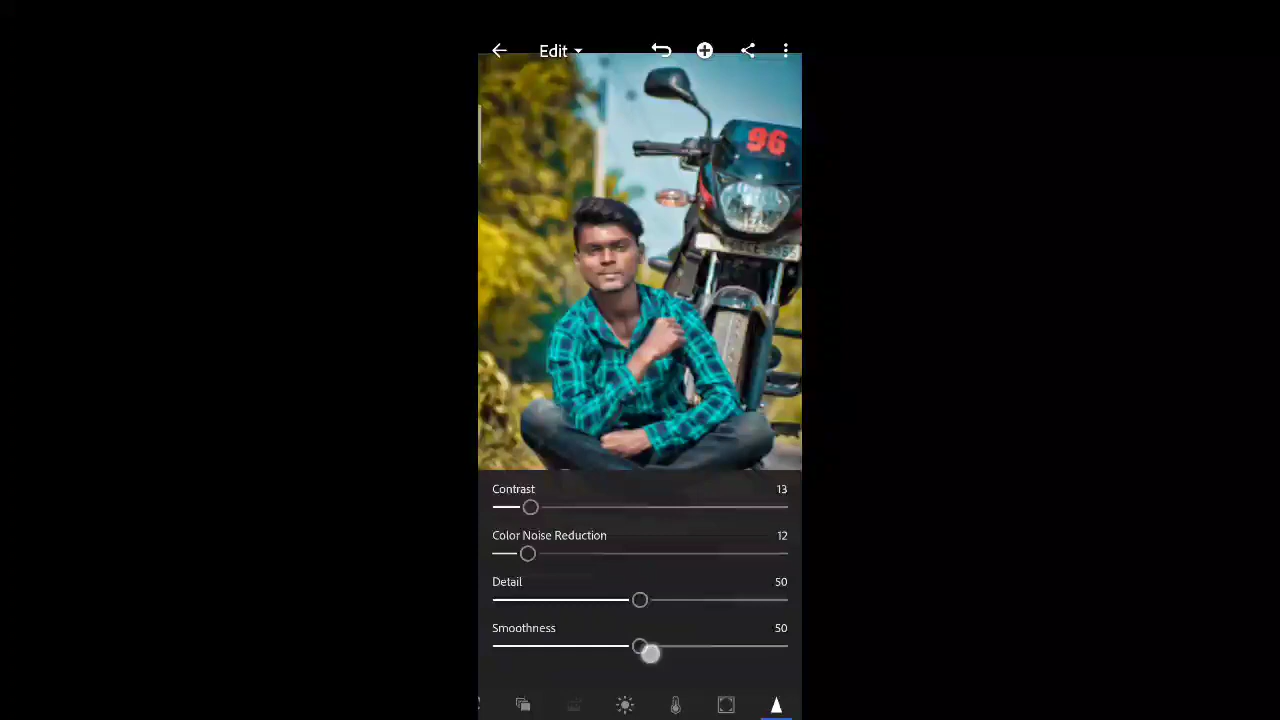 Edit
96
Contrast 13
Color Noise Reduction 12
Detail 50
Smoothness 50